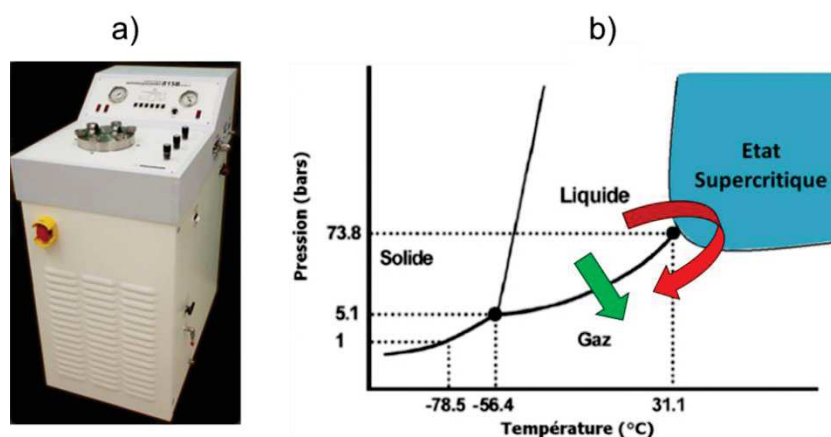 a)
b)
Pression (bars)
73.8
5.1
1
Solide
Liquide
Etat
Supercritique
Gaz
-78.5
-56.4
31.1
Température (°C)